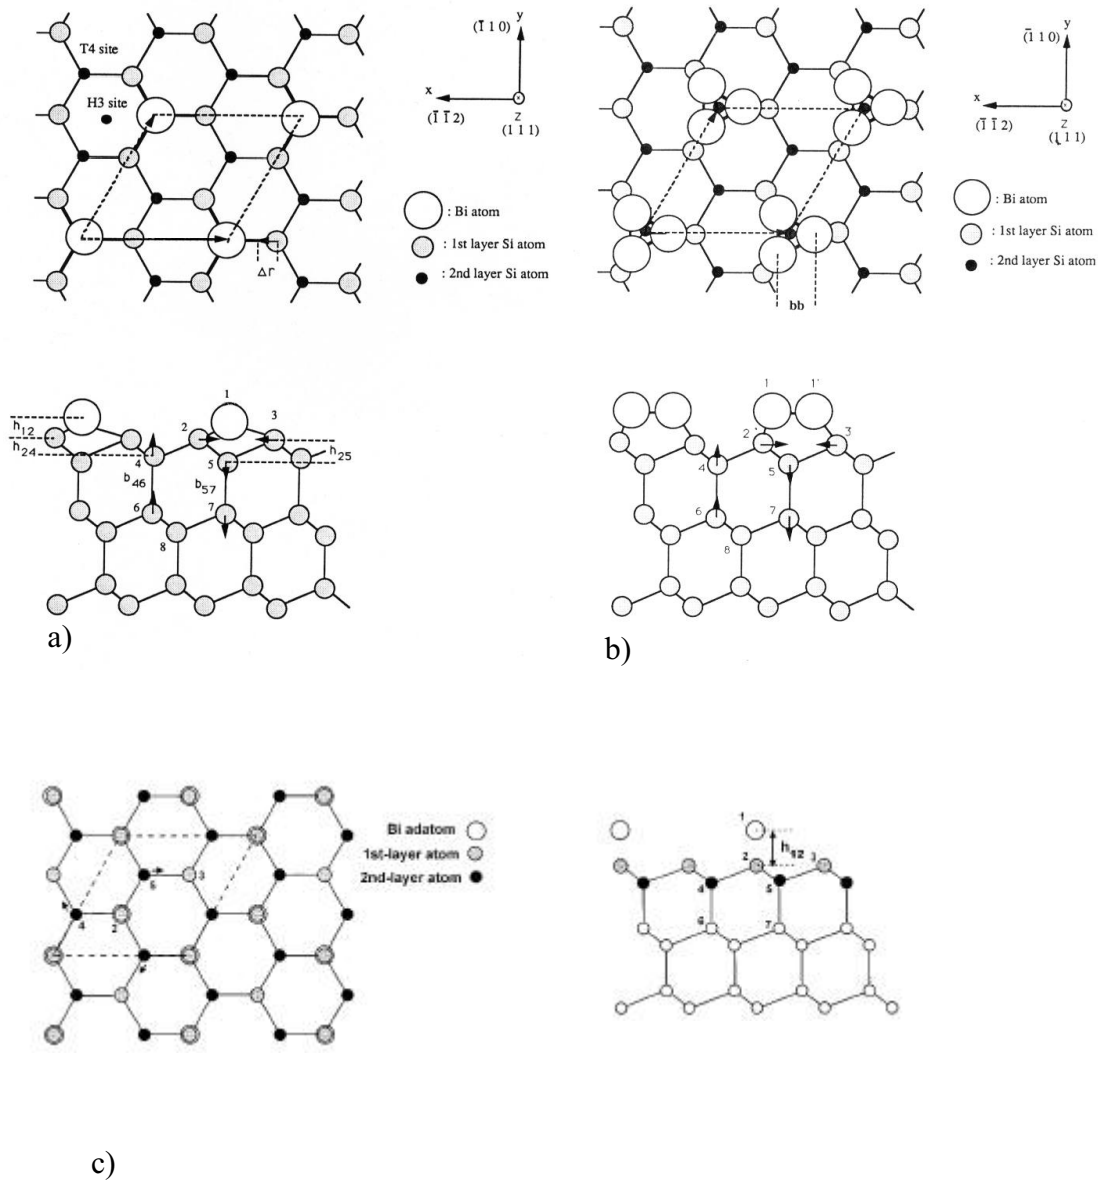 T4 site
H3 site
Δr
(1̄ 1 0)
y
x
(1̄ 1̄ 2)
Z
(1 1 1)
: Bi atom
: 1st layer Si atom
: 2nd layer Si atom
bb
y
(1̄ 1 0)
x
(1̄ 1̄ 2)
Z
(1 1 1)
: Bi atom
: 1st layer Si atom
: 2nd layer Si atom
1
2
3
h12
h24
h25
4
5
b46
b57
6
7
8
a)
1
1'
2
3
4
5
6
7
8
b)
Bi adatom
1st-layer atom
2nd-layer atom
5
3
4
2
1
h12
2
3
4
5
6
7
c)